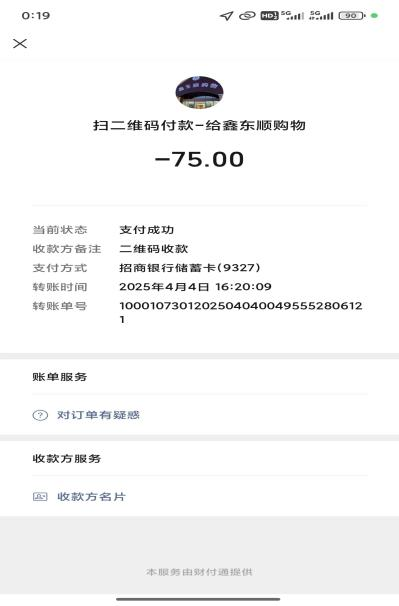 0:19
HD 5G 5G 90
扫二维码付款-给鑫东顺购物
-75.00
当前状态 支付成功
收款方备注 二维码收款
支付方式 招商银行储蓄卡(9327)
转账时间 2025年4月4日 16:20:09
转账单号 1000107301202504040049555280612
1
账单服务
对订单有疑惑
收款方服务
收款方名片
本服务由财付通提供